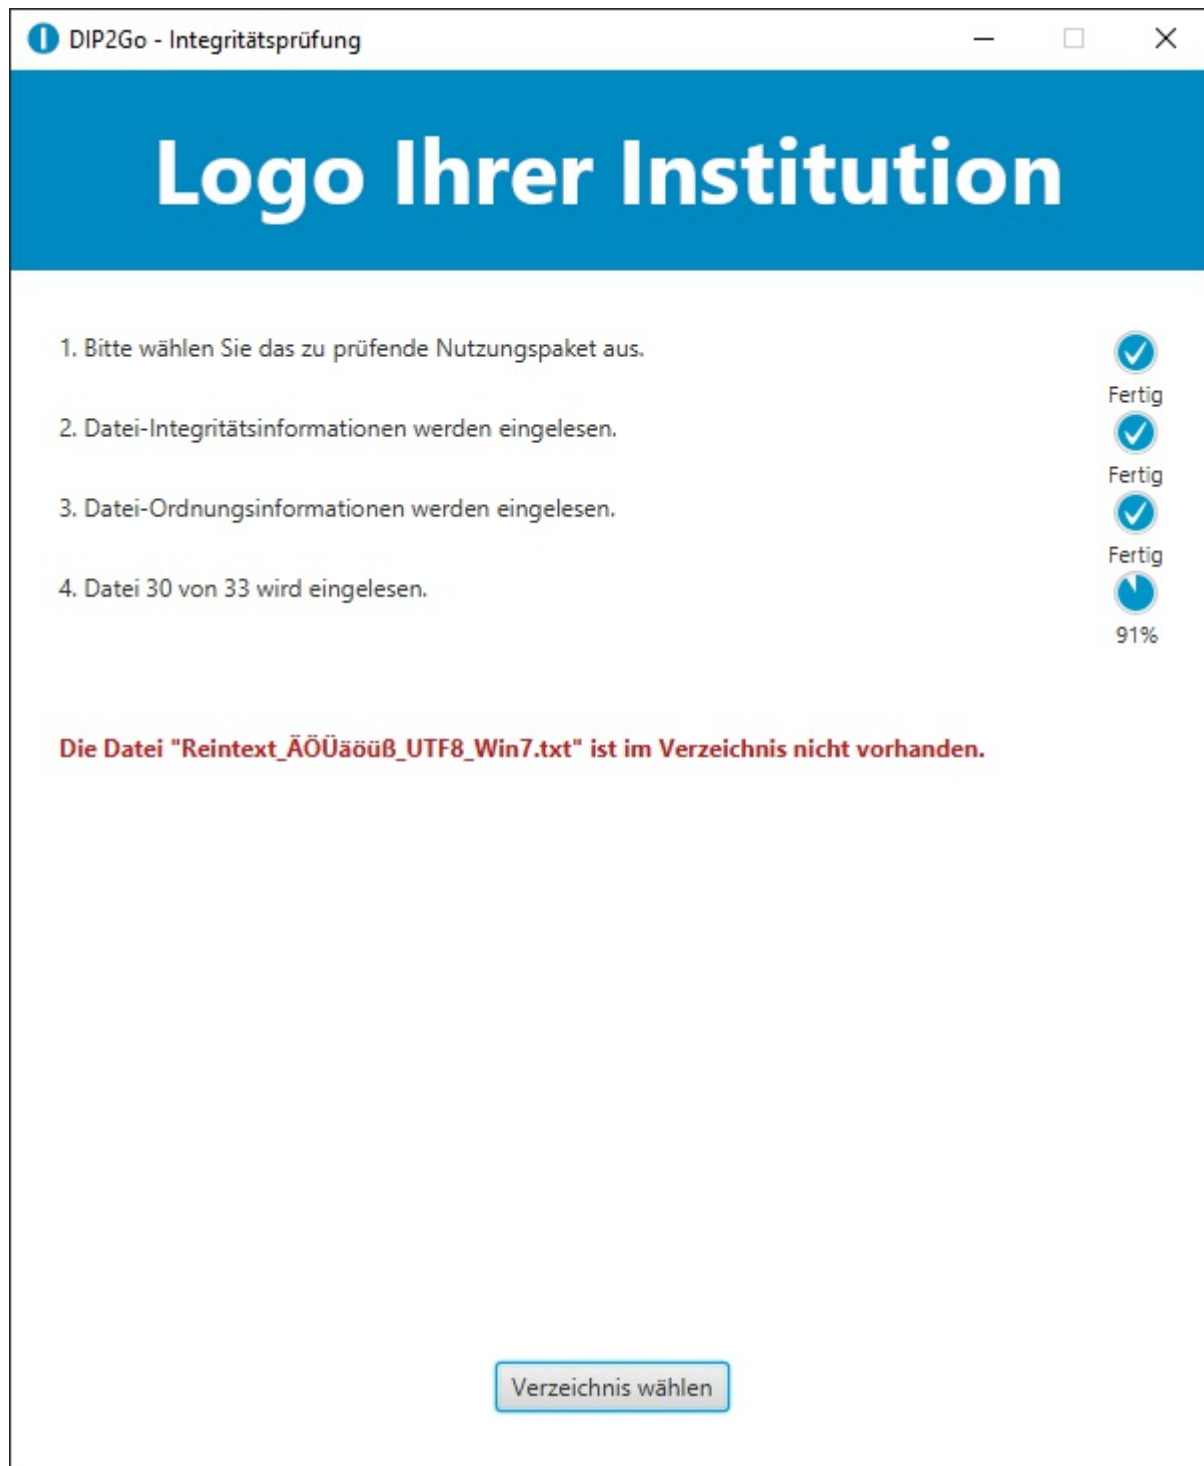 DIP2Go - Integritätsprüfung
Logo Ihrer Institution
1. Bitte wählen Sie das zu prüfende Nutzungspaket aus.
Fertig
2. Datei-Integritätsinformationen werden eingelesen.
Fertig
3. Datei-Ordnungsinformationen werden eingelesen.
Fertig
4. Datei 30 von 33 wird eingelesen.
91%
Die Datei "Reintext_ÄÖÜäöüß_UTF8_Win7.txt" ist im Verzeichnis nicht vorhanden.
Verzeichnis wählen